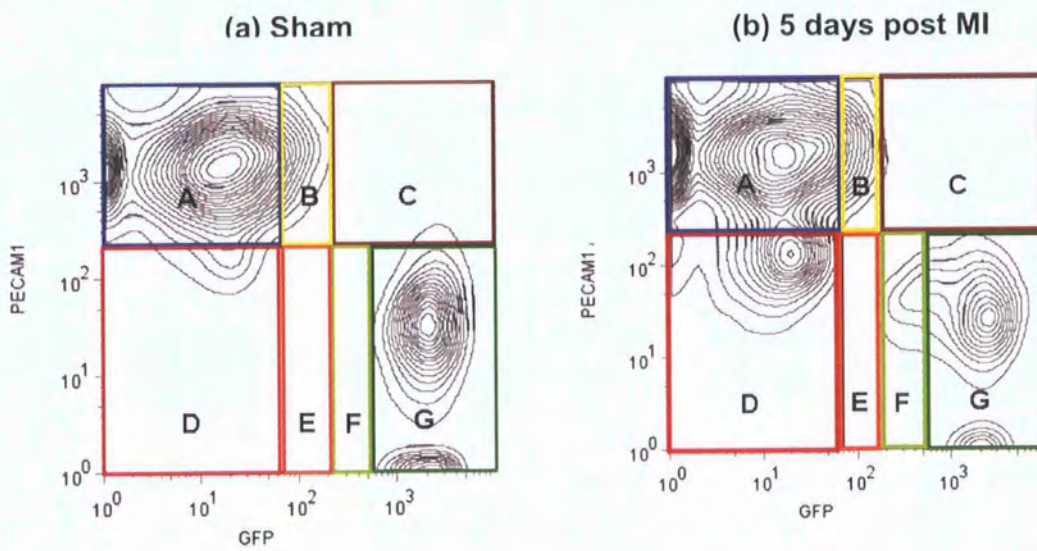 (a) Sham
(b) 5 days post MI
PECAM1
10³
10²
10¹
10⁰
A
B
C
D
E
F
G
10⁰
10¹
10²
10³
GFP
PECAM1
10³
10²
10¹
10⁰
A
B
C
D
E
F
G
10⁰
10¹
10²
10³
GFP